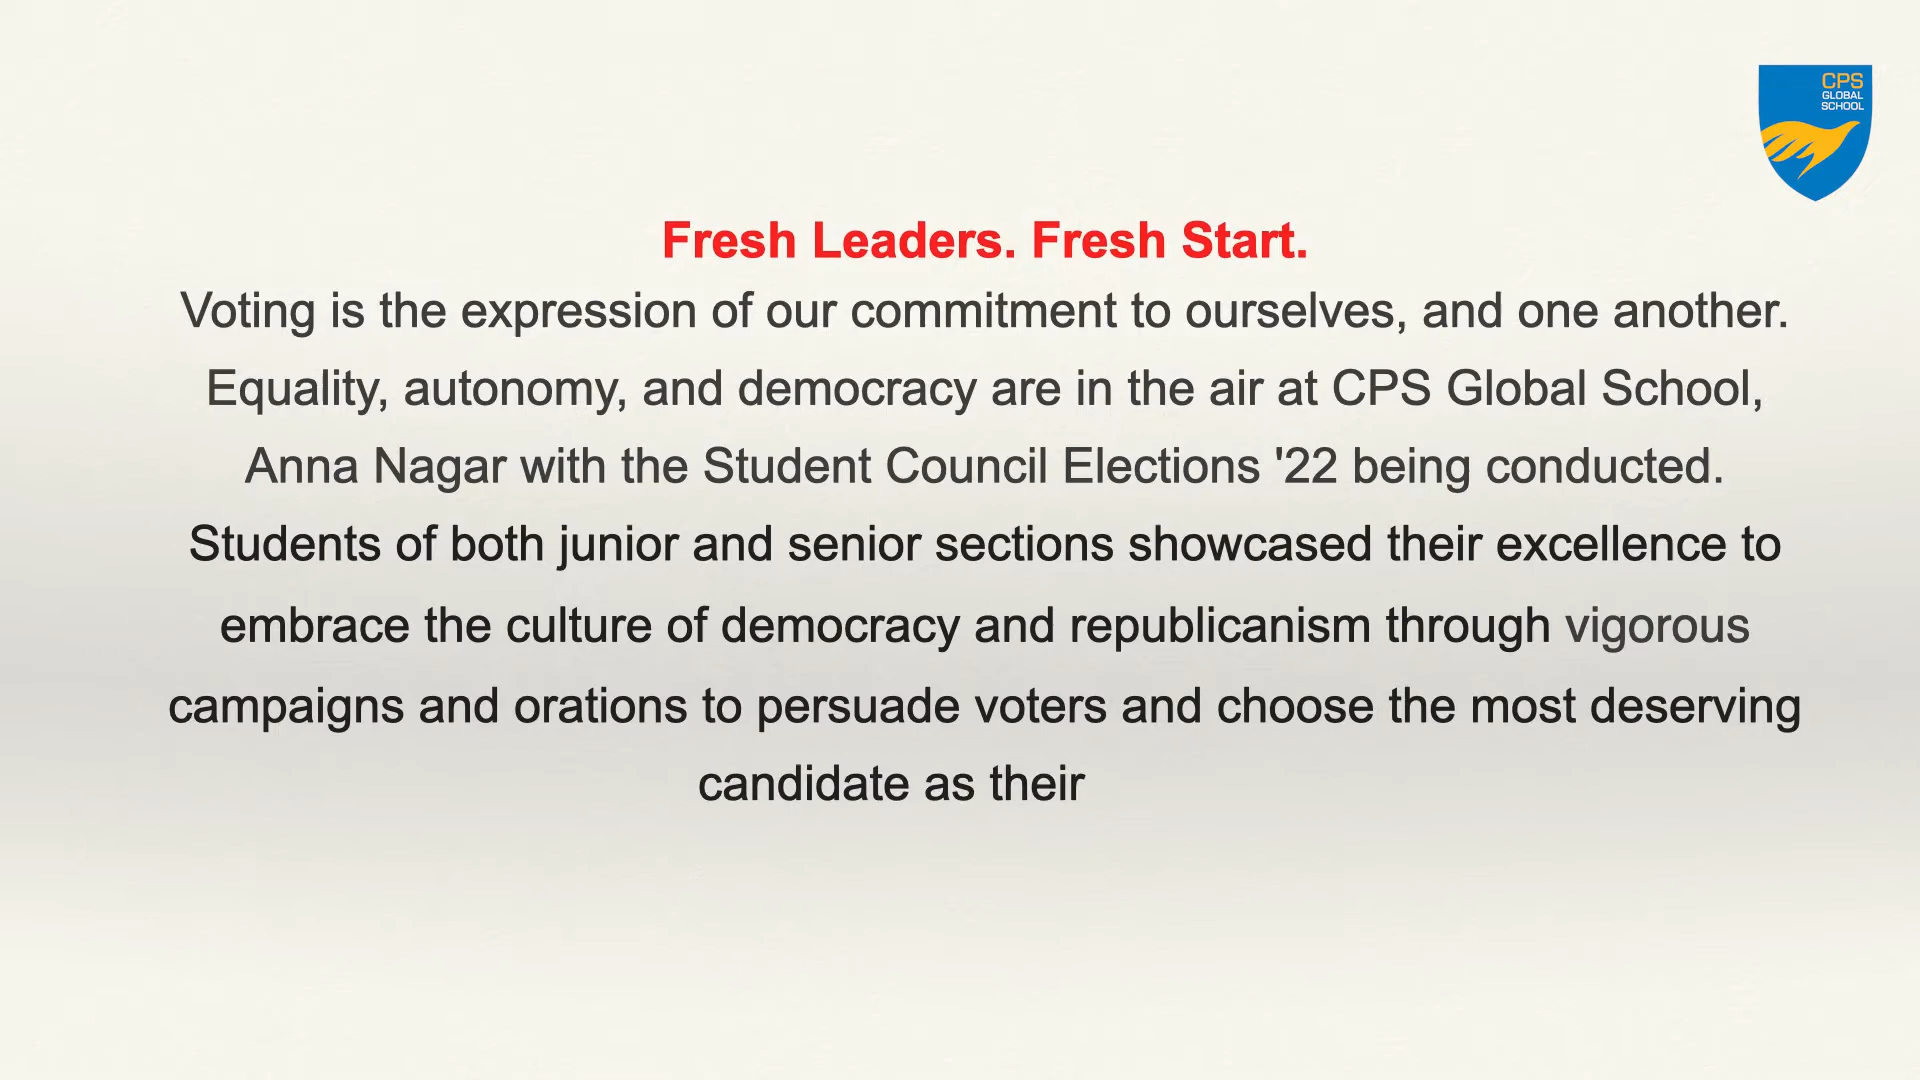 CPS
GLOBAL
SCHOOL
Fresh Leaders. Fresh Start.
Voting is the expression of our commitment to ourselves, and one another.
Equality, autonomy, and democracy are in the air at CPS Global School,
Anna Nagar with the Student Council Elections '22 being conducted.
Students of both junior and senior sections showcased their excellence to
embrace the culture of democracy and republicanism through vigorous
campaigns and orations to persuade voters and choose the most deserving
candidate as their